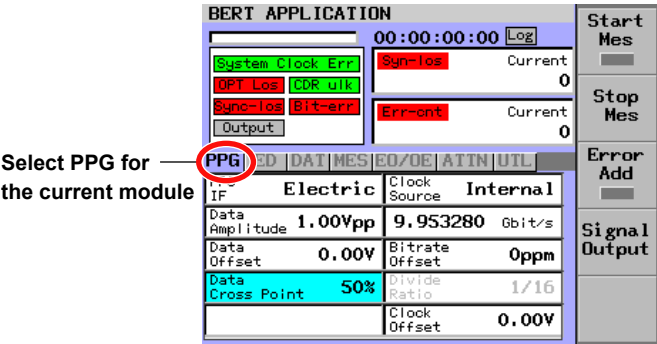 BERT APPLICATION
00:00:00:00 Log
System Clock Err
OPT Los CDR ulk
Sync-los Bit-err
Output
Syn-los Current
0
Err-cnt Current
0
Start
Mes
Stop
Mes
Error
Add
Signal
Output
Select PPG for
the current module
PPG ED DAT MES EO/OE ATTN UTL
IF Electric
Clock
Source Internal
Data
Amplitude 1.00Vpp
9.953280 Gbit/s
Data
Offset 0.00V
Bitrate
Offset 0ppm
Data
Cross Point 50%
Divide
Ratio 1/16
Clock
Offset 0.00V